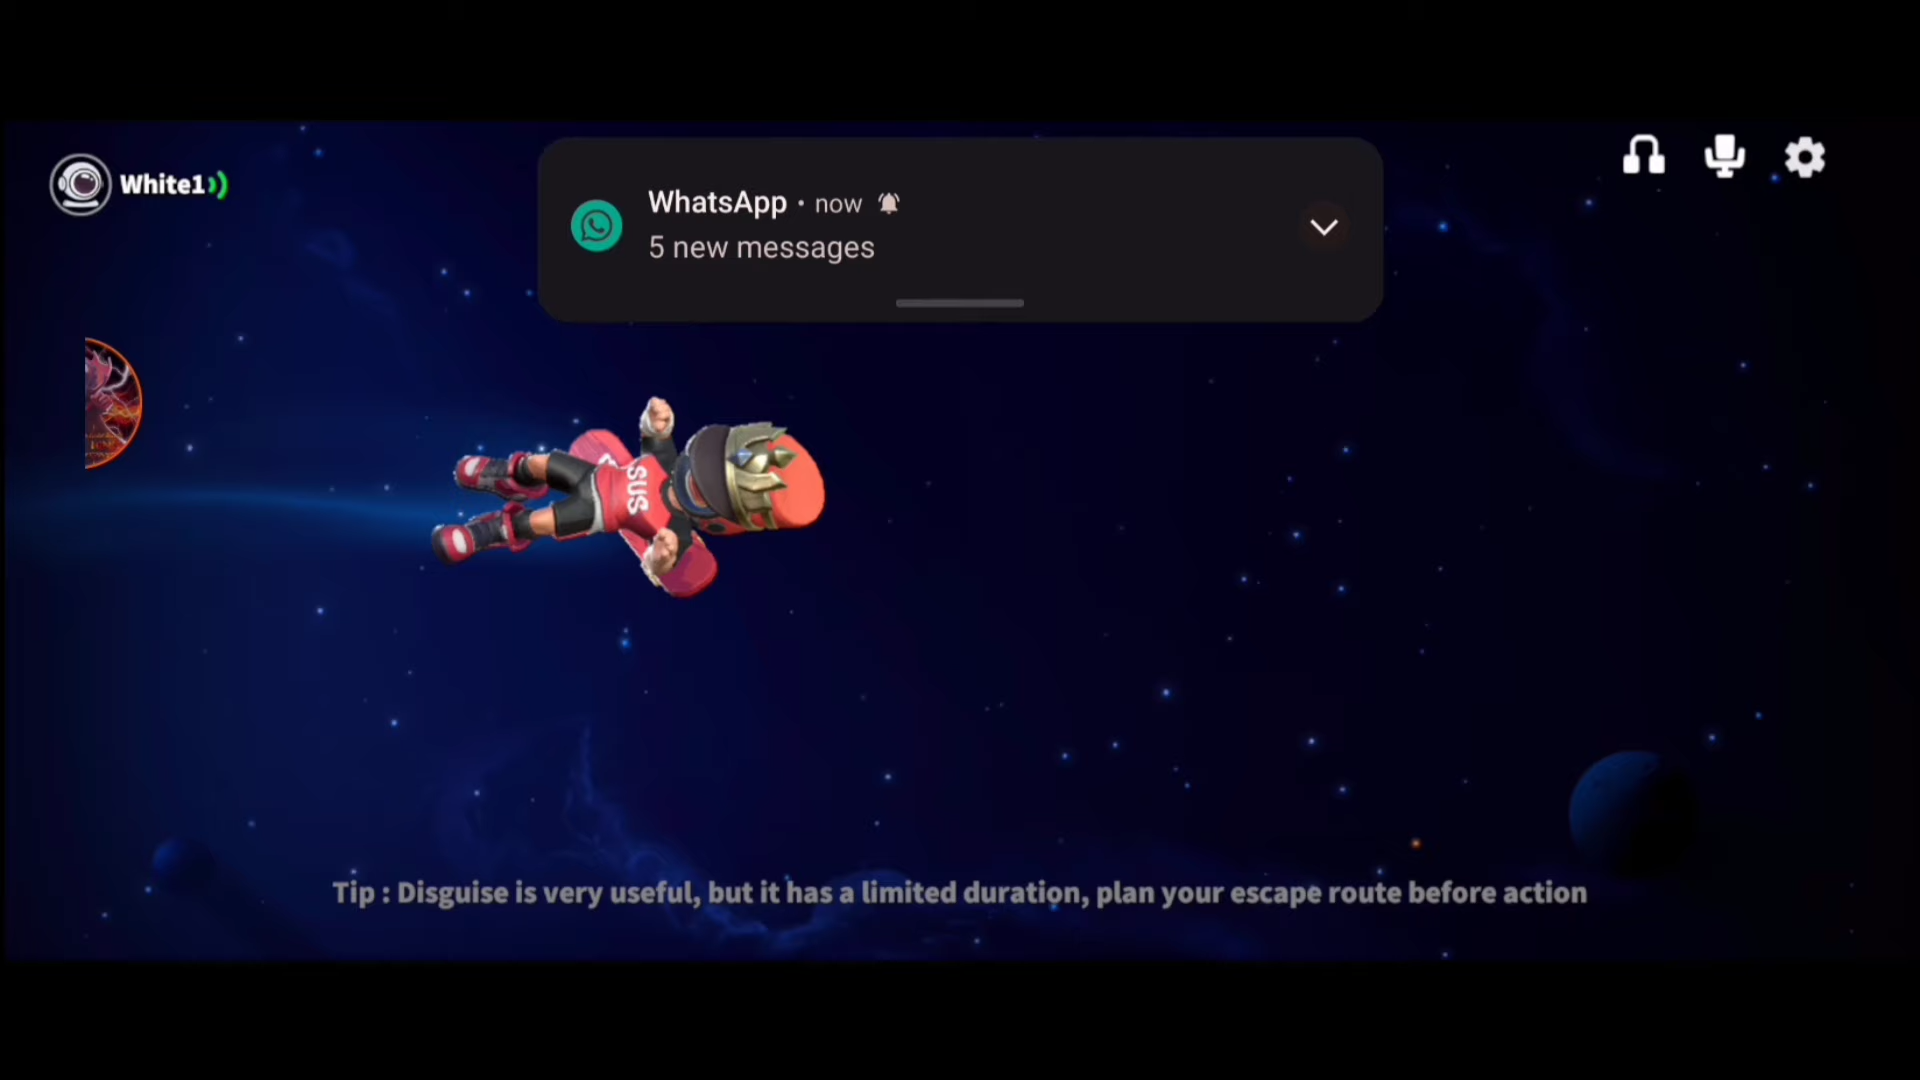 White1
WhatsApp • now
5 new messages
SUS
Tip : Disguise is very useful, but it has a limited duration, plan your escape route before action